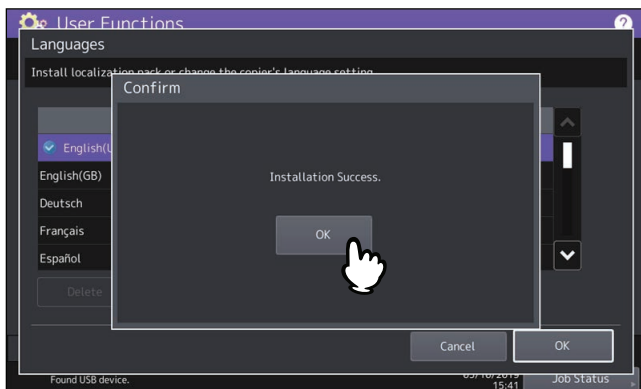 User Functions
?
Languages
Install localization pack or change the copier's language setting
Confirm
English(U
English(GB)
Installation Success.
Deutsch
Français
OK
Español
Delete
Cancel
OK
Found USB device.
15:41
Job Status